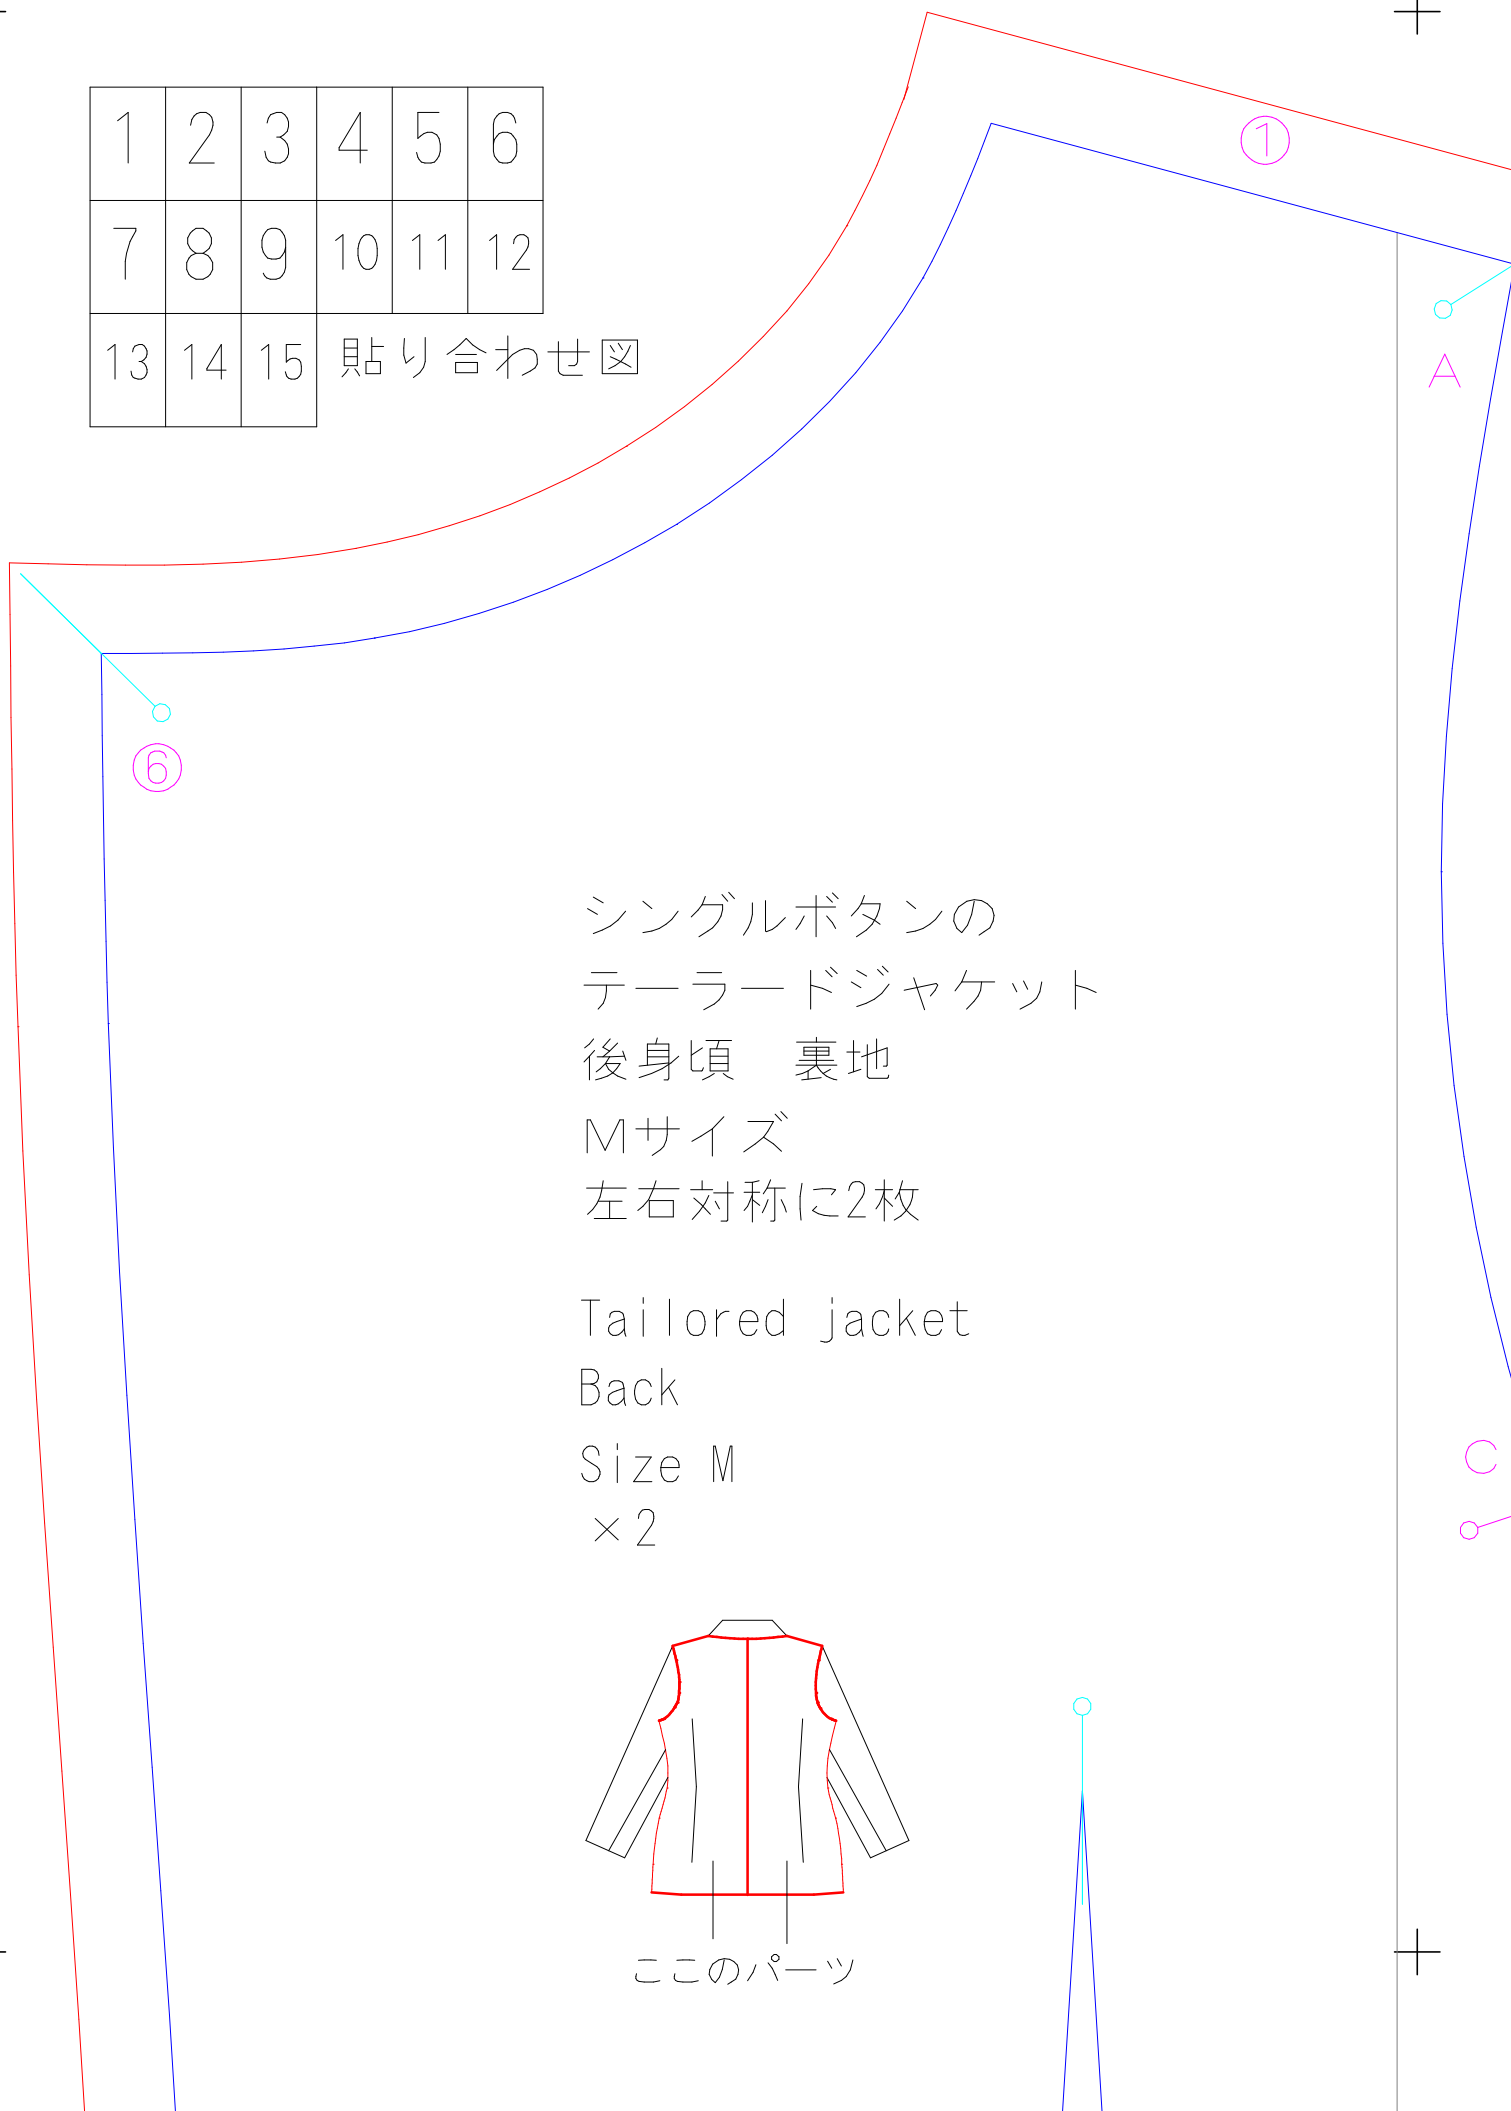 1 2 3 4 5 6
7 8 9 10 11 12
13 14 15 貼り合わせ図
①
A
⑥
シングルボタンの
テーラードジャケット
後身頃　裏地
Mサイズ
左右対称に2枚
Tailored jacket
Back
Size M
×2
C
ここのパーツ